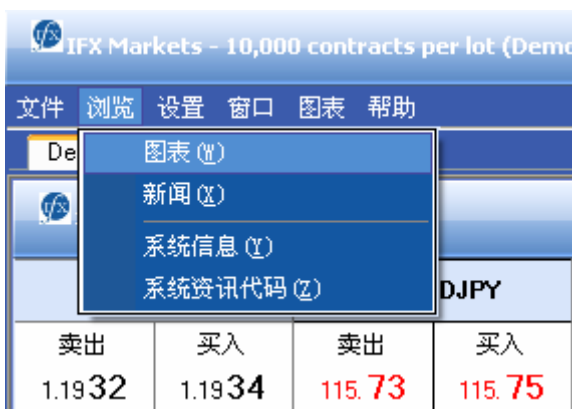 IFX Markets - 10,000 contracts per lot (Demo
文件 浏览 设置 窗口 图表 帮助
De
图表(W)
新闻(X)
系统信息(Y)
系统资讯代码(Z)
DJPY
卖出 买入 卖出 买入
1.1932 1.1934 115.73 115.75